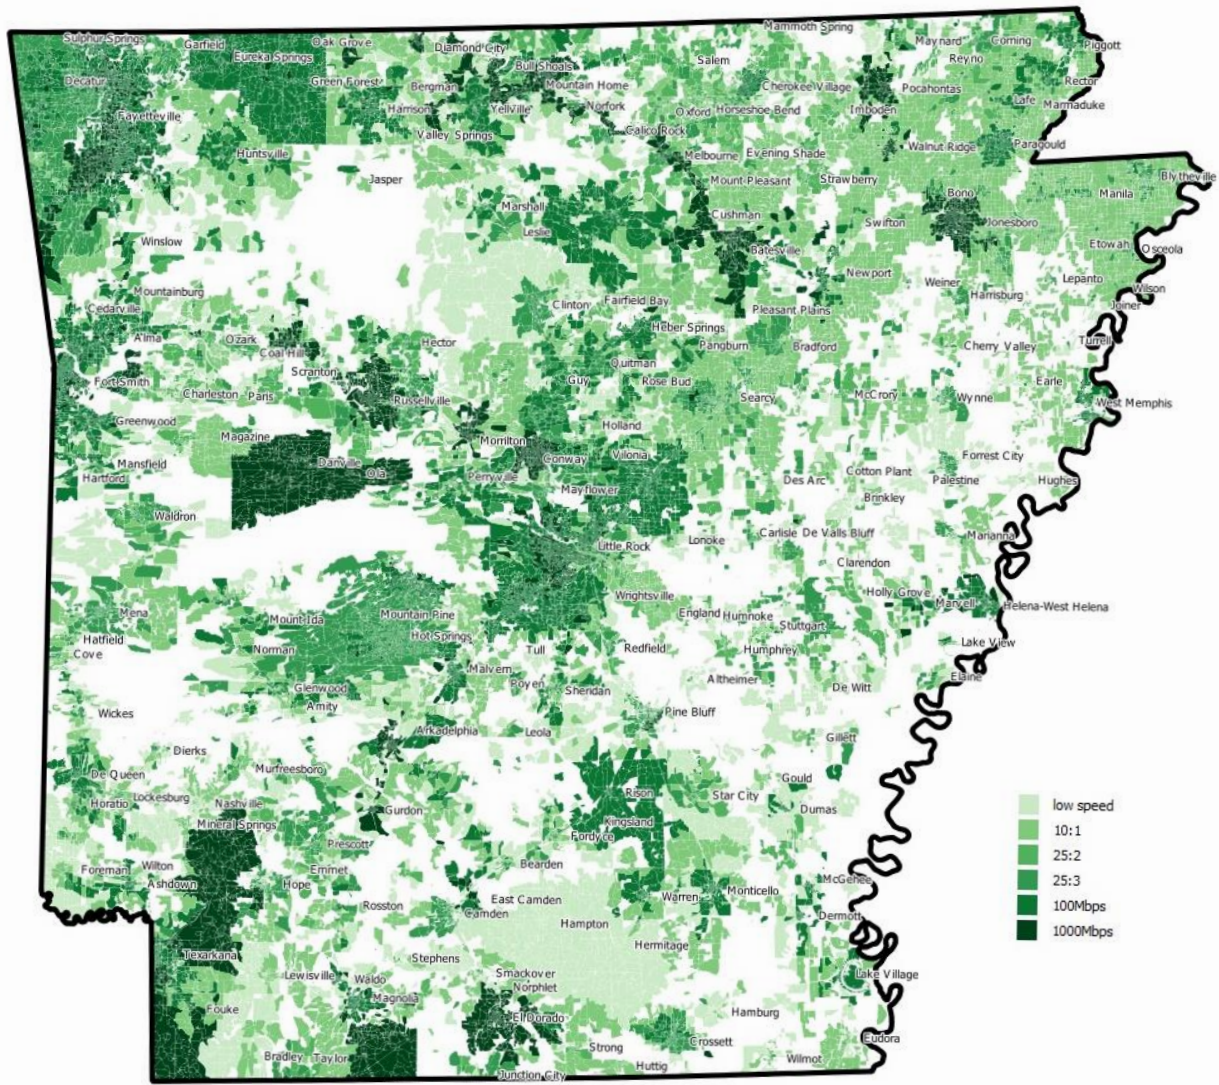 Mammoth Spring
Sulphur Springs
Garfield
Oak Grove
Diamond City
Maynard
Corning
Piggott
Eureka Springs
Bull Shoals
Salem
Reyno
Decatur
Green Forest
Bergman
Mountain Home
Cherokee Village
Pocahontas
Rector
Fayetteville
Harrison
Yellville
Norfork
Oxford
Horseshoe Bend
Imboden
Lafe
Marmaduke
Valley Springs
Calico Rock
Huntsville
Melbourne
Evening Shade
Walnut Ridge
Paragould
Jasper
Mount Pleasant
Strawberry
Blytheville
Marshall
Bono
Manila
Leslie
Cushman
Swifton
Jonesboro
Winslow
Batesville
Etowah
Osceola
Mountainburg
Newport
Weiner
Lepanto
Cedarville
Clinton
Fairfield Bay
Harrisburg
Wilson
Pleasant Plains
Joiner
Alma
Ozark
Hector
Heber Springs
Coal Hill
Pangburn
Bradford
Cherry Valley
Turrell
Scranton
Quitman
Fort Smith
Guy
Rose Bud
Earle
Charleston
Paris
Russellville
Searcy
McCrory
Wynne
West Memphis
Greenwood
Holland
Magazine
Morrilton
Mansfield
Danville
Conway
Vilonia
Forrest City
Hartford
Ola
Perryville
Cotton Plant
Mayflower
Des Arc
Palestine
Hughes
Brinkley
Waldron
Little Rock
Lonoke
Carlisle
De Valls Bluff
Marianna
Clarendon
Wrightsville
Holly Grove
Marvell
Helena-West Helena
Mena
Mount Ida
Mountain Pine
England
Humnoke
Stuttgart
Hatfield
Hot Springs
Cove
Norman
Tull
Redfield
Humphrey
Lake View
Malvern
Altheimer
Elaine
Glenwood
Poyen
Sheridan
De Witt
Amity
Wickes
Pine Bluff
Arkadelphia
Leola
Gillett
Dierks
De Queen
Murfreesboro
Gould
Horatio
Lockesburg
Nashville
Rison
Star City
Gurdon
Dumas
Mineral Springs
Kingsland
Prescott
Fordyce
Foreman
Wilton
Emmet
Bearden
Ashdown
Hope
McGehee
Warren
Monticello
Rosston
East Camden
Camden
Dermott
Hampton
Hermitage
Texarkana
Stephens
Lewisville
Waldo
Smackover
Lake Village
Norphlet
Magnolia
Fouke
El Dorado
Hamburg
Crossett
Eudora
Strong
Bradley
Taylor
Huttig
Wilmot
Junction City
low speed
10:1
25:2
25:3
100Mbps
1000Mbps